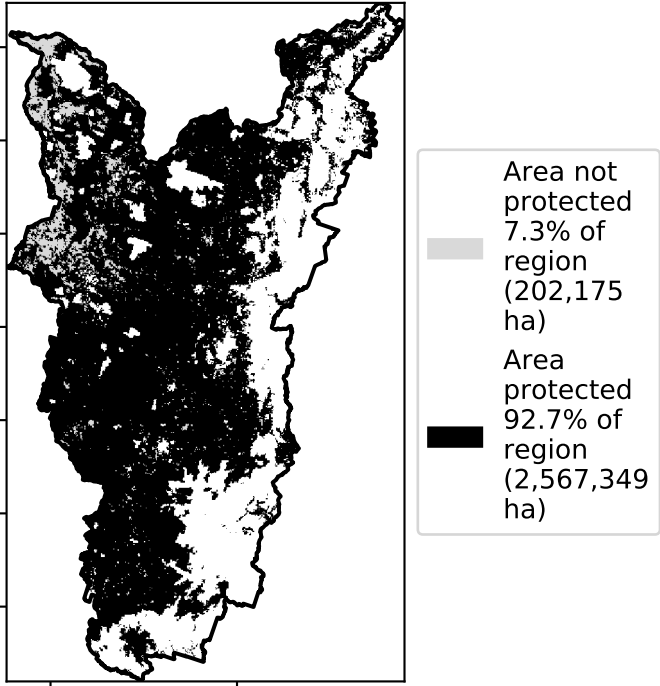 Area not
protected
7.3% of
region
(202,175
ha)
Area
protected
92.7% of
region
(2,567,349
ha)